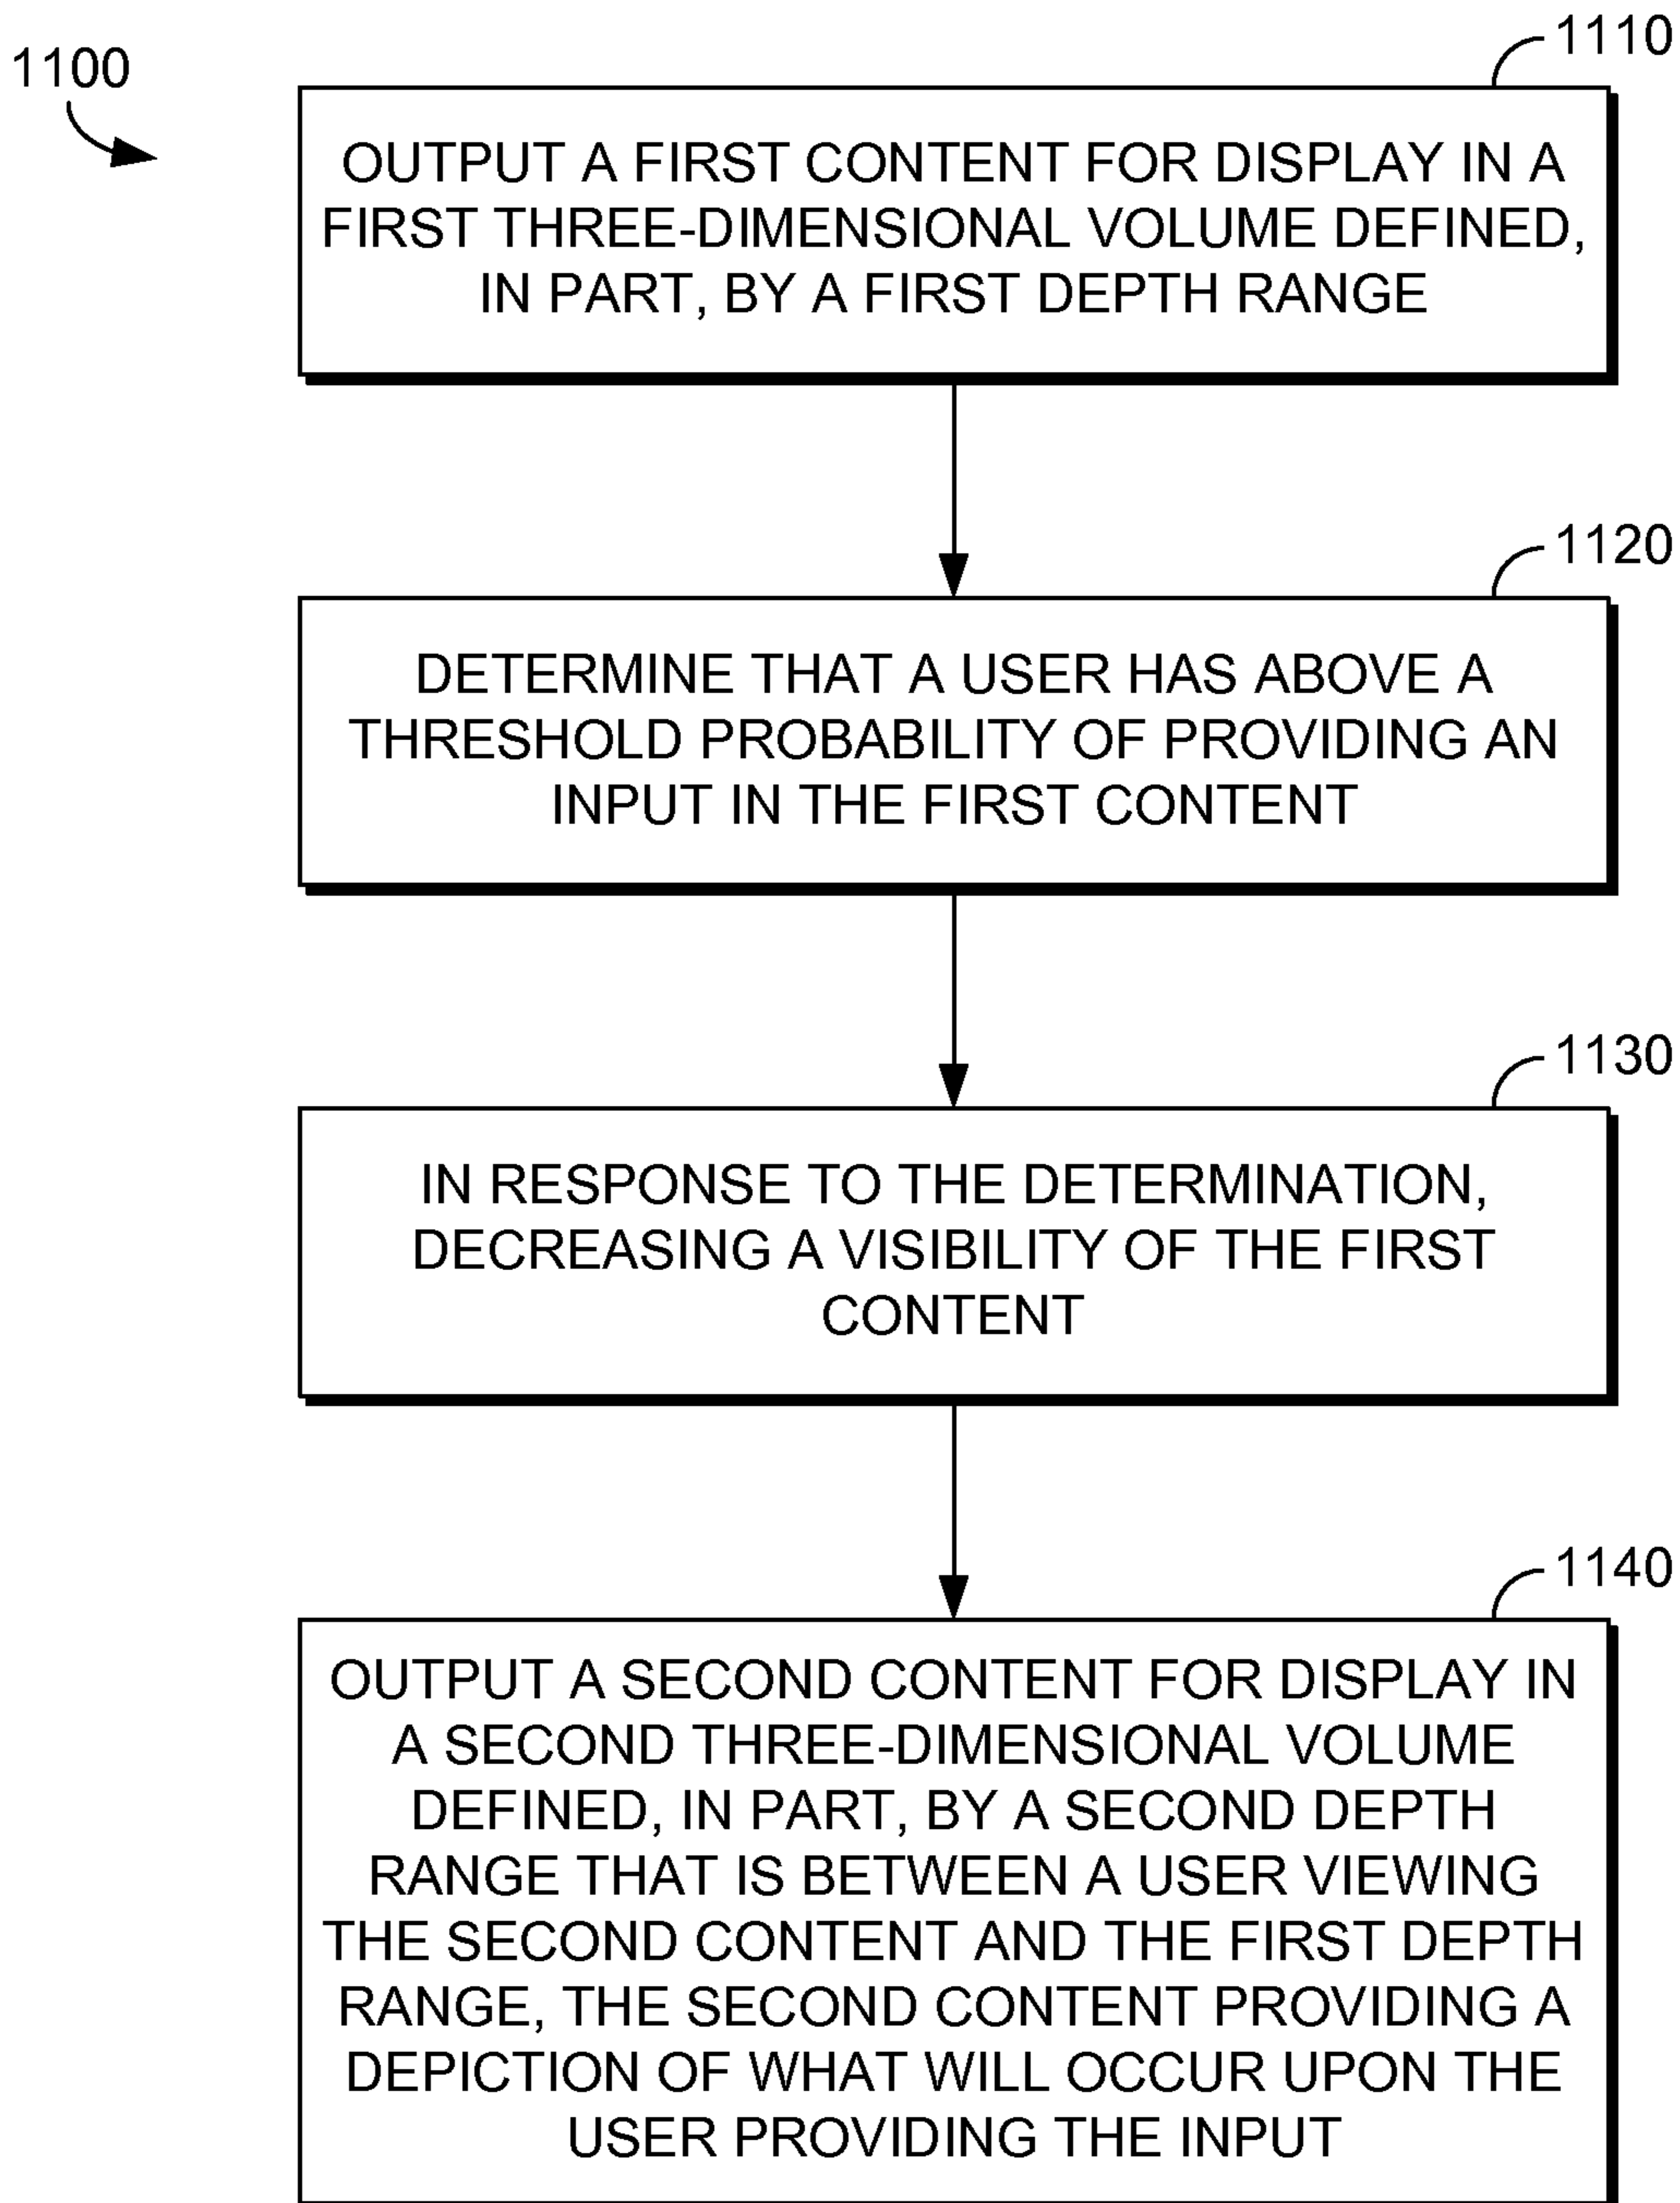 1100
1110
OUTPUT A FIRST CONTENT FOR DISPLAY IN A
FIRST THREE-DIMENSIONAL VOLUME DEFINED,
IN PART, BY A FIRST DEPTH RANGE
1120
DETERMINE THAT A USER HAS ABOVE A
THRESHOLD PROBABILITY OF PROVIDING AN
INPUT IN THE FIRST CONTENT
1130
IN RESPONSE TO THE DETERMINATION,
DECREASING A VISIBILITY OF THE FIRST
CONTENT
1140
OUTPUT A SECOND CONTENT FOR DISPLAY IN
A SECOND THREE-DIMENSIONAL VOLUME
DEFINED, IN PART, BY A SECOND DEPTH
RANGE THAT IS BETWEEN A USER VIEWING
THE SECOND CONTENT AND THE FIRST DEPTH
RANGE, THE SECOND CONTENT PROVIDING A
DEPICTION OF WHAT WILL OCCUR UPON THE
USER PROVIDING THE INPUT